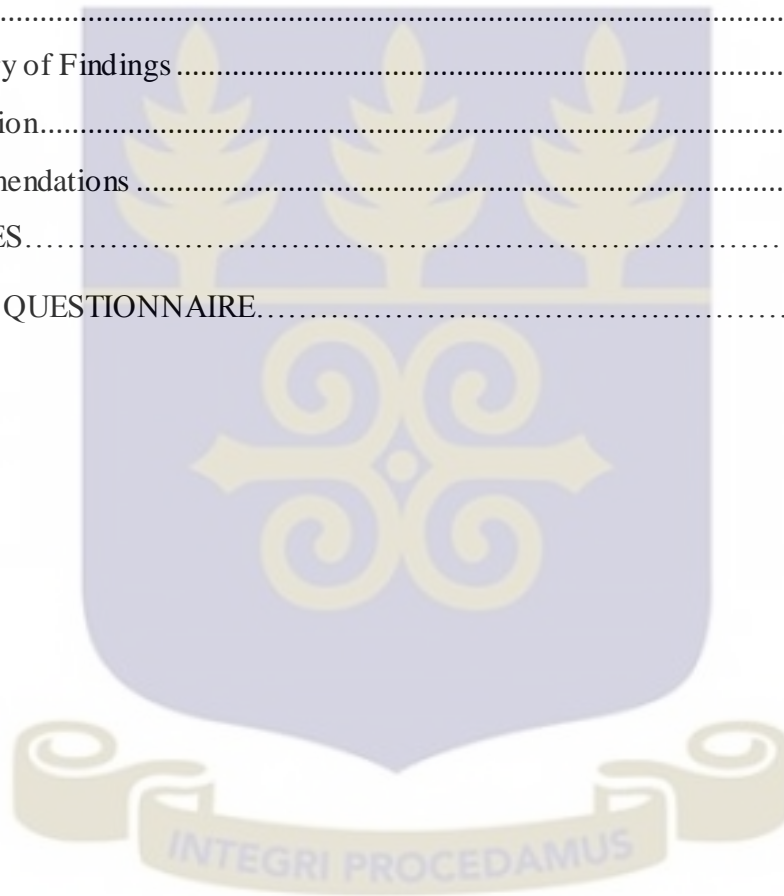 ....................................................................................................
y of Findings ....................................................................................
ion....................................................................................................
nendations ........................................................................................
ES……………………………………………………………………
QUESTIONNAIRE………………………………………………
INTEGRI PROCEDAMUS